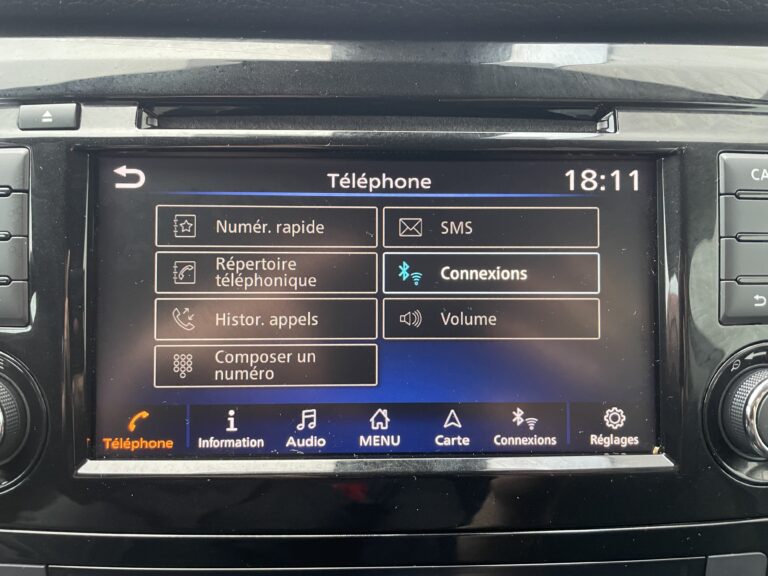 Téléphone
18:11
CA
Numér. rapide
SMS
Répertoire
téléphonique
Connexions
Histor. appels
Volume
Composer un
numéro
Téléphone
Information
Audio
MENU
Carte
Connexions
Réglages